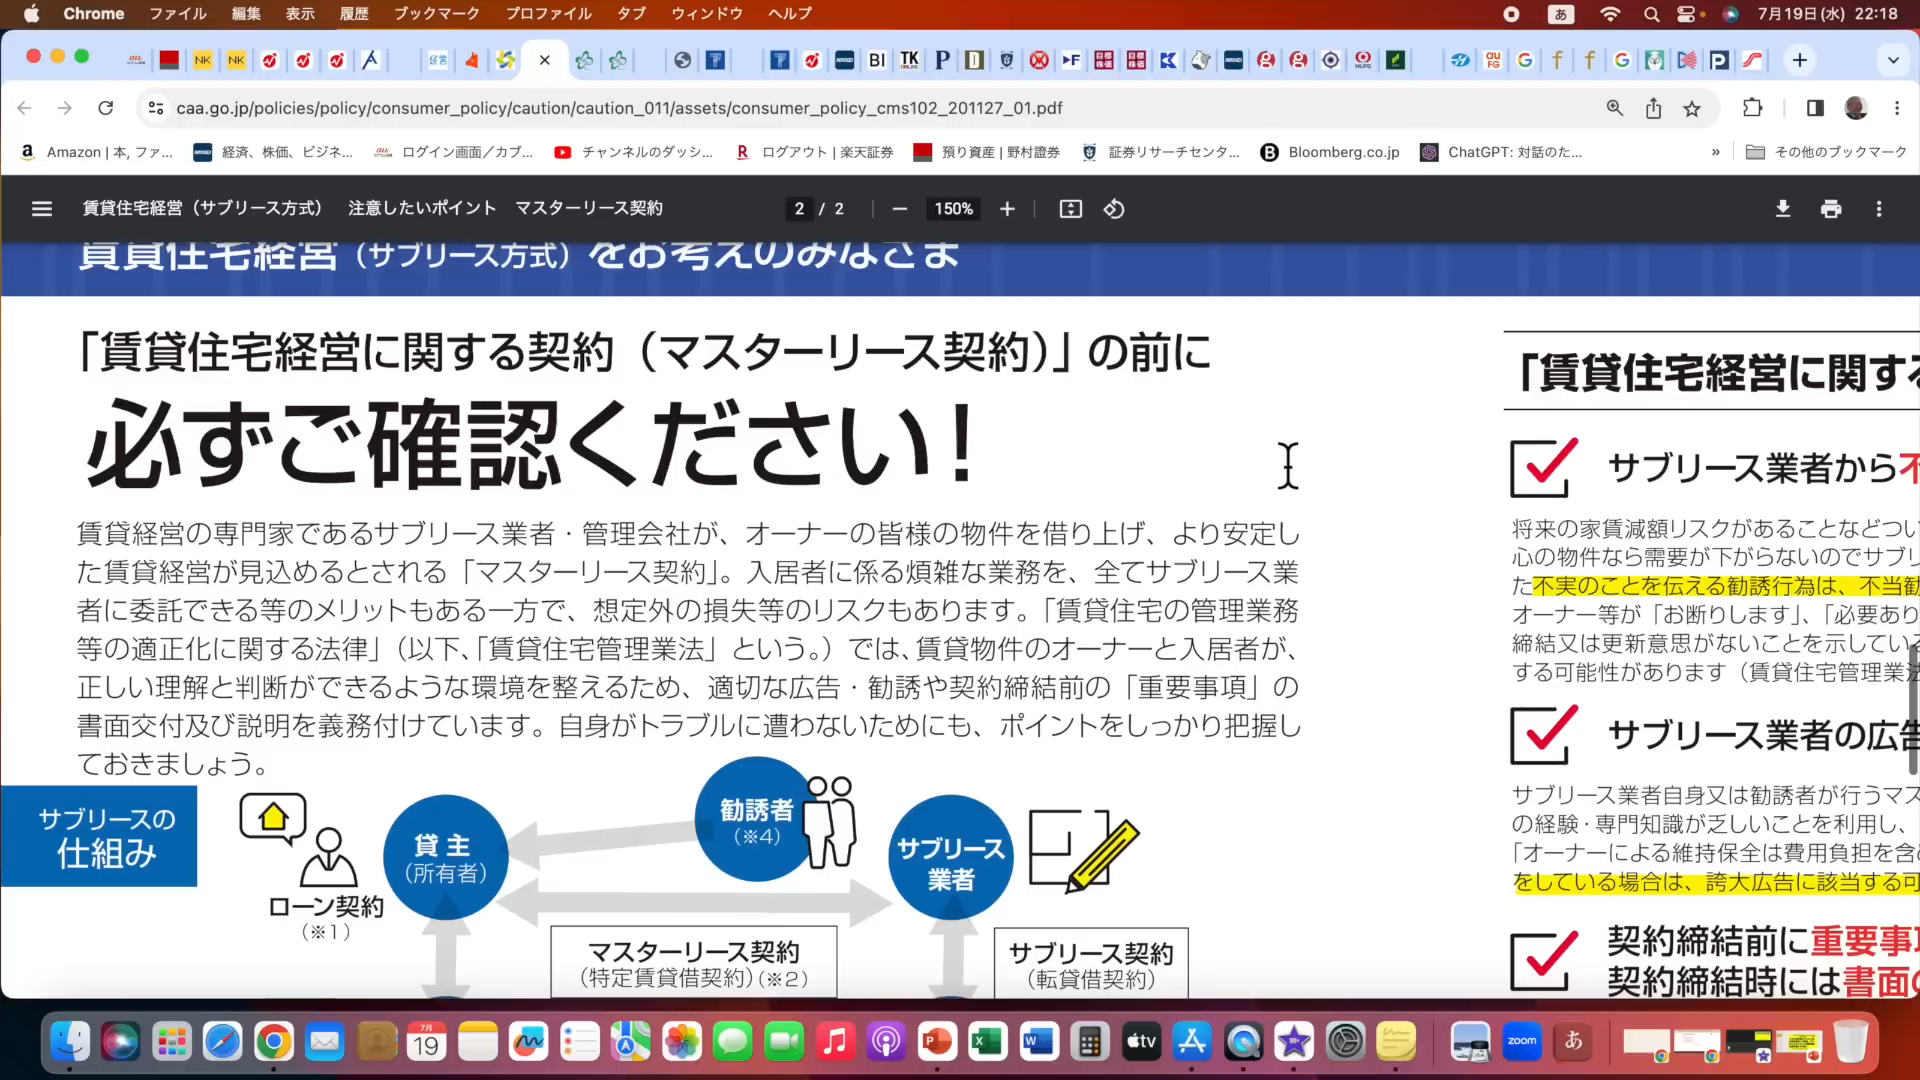 Chrome ファイル 編集 表示 履歴 ブックマーク プロファイル タブ ウィンドウ ヘルプ
あ 7月19日(水) 22:18
caa.go.jp/policies/policy/consumer_policy/caution/caution_011/assets/consumer_policy_cms102_201127_01.pdf
Amazon | 本, ファ... 経済、株価、ビジネ... ログイン画面／カブ... チャンネルのダッシ... ログアウト | 楽天証券 預り資産 | 野村證券 証券リサーチセンタ... Bloomberg.co.jp ChatGPT: 対話のた... » その他のブックマーク
賃貸住宅経営（サブリース方式） 注意したいポイント マスターリース契約 2 / 2 150%
賃貸住宅経営（サブリース方式）をお考えのみなさま
「賃貸住宅経営に関する契約（マスターリース契約）」の前に
必ずご確認ください！
賃貸経営の専門家であるサブリース業者・管理会社が、オーナーの皆様の物件を借り上げ、より安定し
た賃貸経営が見込めるとされる「マスターリース契約」。入居者に係る煩雑な業務を、全てサブリース業
者に委託できる等のメリットもある一方で、想定外の損失等のリスクもあります。「賃貸住宅の管理業務
等の適正化に関する法律」（以下、「賃貸住宅管理業法」という。）では、賃貸物件のオーナーと入居者が、
正しい理解と判断ができるような環境を整えるため、適切な広告・勧誘や契約締結前の「重要事項」の
書面交付及び説明を義務付けています。自身がトラブルに遭わないためにも、ポイントをしっかり把握し
ておきましょう。
サブリースの
仕組み
ローン契約
（※1）
貸主
（所有者）
勧誘者
（※4）
サブリース
業者
マスターリース契約
（特定賃貸借契約）（※2）
サブリース契約
（転貸借契約）
「賃貸住宅経営に関する
サブリース業者から不
将来の家賃減額リスクがあることなどつい
心の物件なら需要が下がらないのでサブリ
た不実のことを伝える勧誘行為は、不当勧
オーナー等が「お断りします」、「必要あり
締結又は更新意思がないことを示している
する可能性があります（賃貸住宅管理業法
サブリース業者の広告
サブリース業者自身又は勧誘者が行うマス
の経験・専門知識が乏しいことを利用し、
「オーナーによる維持保全は費用負担を含め
をしている場合は、誇大広告に該当する可
契約締結前に重要事項
契約締結時には書面の
7月
19
zoom
あ